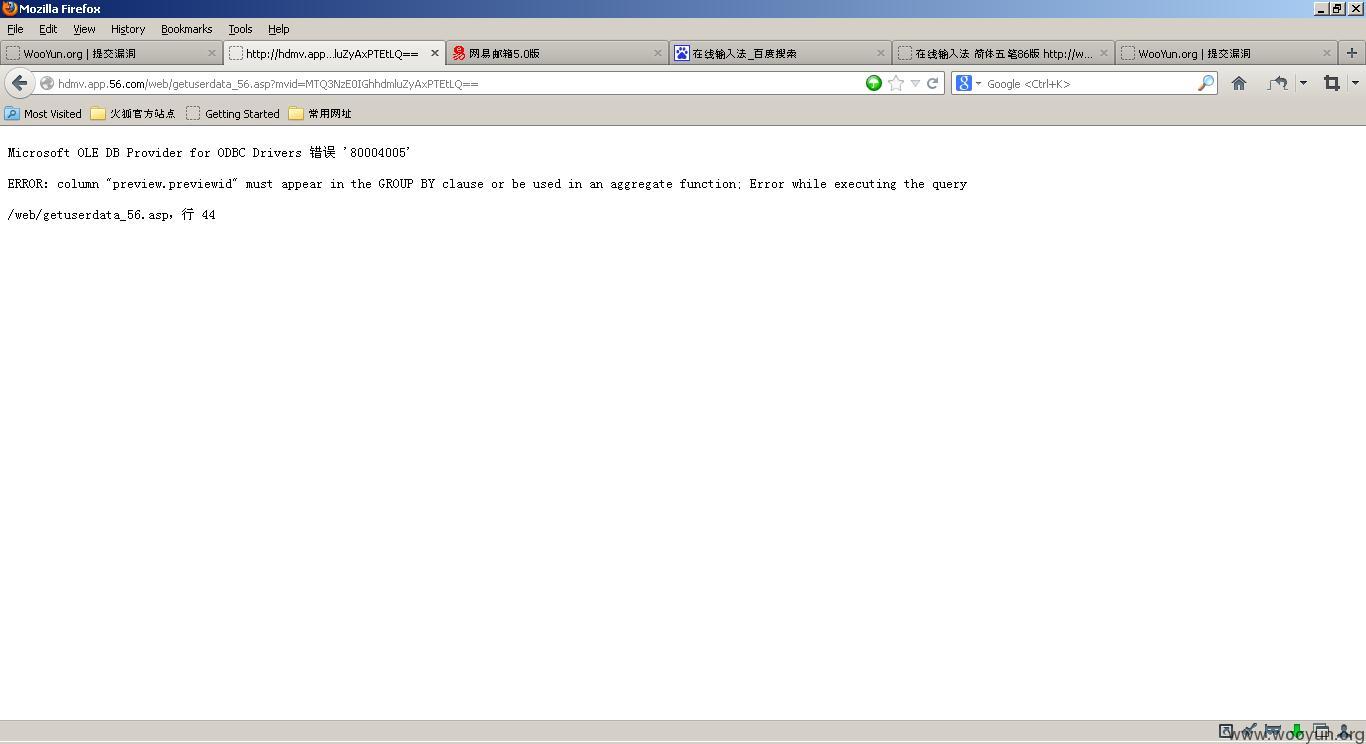 Mozilla Firefox
File Edit View History Bookmarks Tools Help
WooYun.org | 提交漏洞
http://hdmv.app...luZyAxPTEtLQ==
网易邮箱5.0版
在线输入法_百度搜索
在线输入法 简体五笔86版 http://w...
WooYun.org | 提交漏洞
hdmv.app.56.com/web/getuserdata_56.asp?mvid=MTQ3NzE0IGhhdmluZyAxPTEtLQ==
Google <Ctrl+K>
Most Visited 火狐官方站点 Getting Started 常用网址
Microsoft OLE DB Provider for ODBC Drivers 错误 '80004005'
ERROR: column "preview.previewid" must appear in the GROUP BY clause or be used in an aggregate function; Error while executing the query
/web/getuserdata_56.asp，行 44
www.wooyun.org